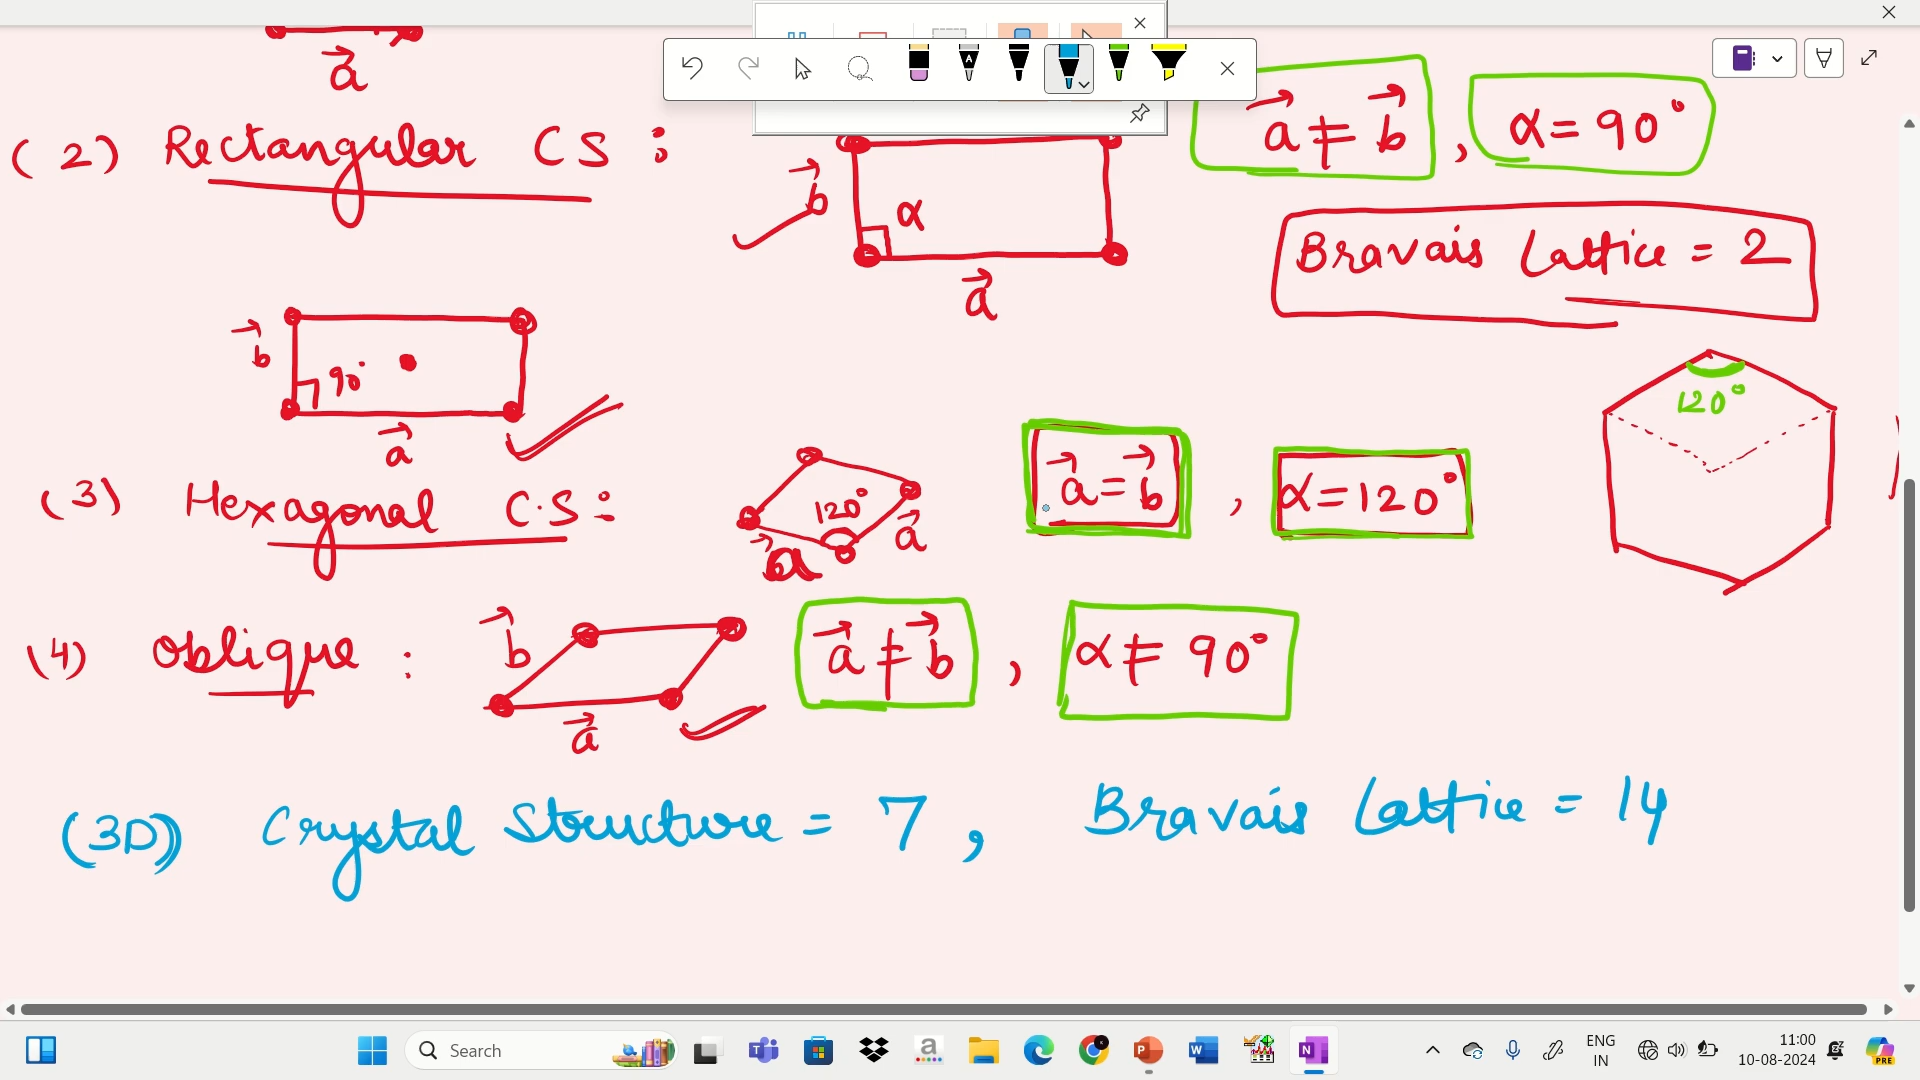 a
(2) Rectangular CS :
b
α
a
a ≠ b , α = 90°
Bravais Lattice = 2
b
90°
a
120°
(3) Hexagonal C.S :
120°
a
a
a = b , α = 120°
(4) Oblique :
b
a
a ≠ b , α ≠ 90°
(3D) Crystal Structure = 7 , Bravais Lattice = 14
Search
ENG
IN
11:00
10-08-2024
PRE